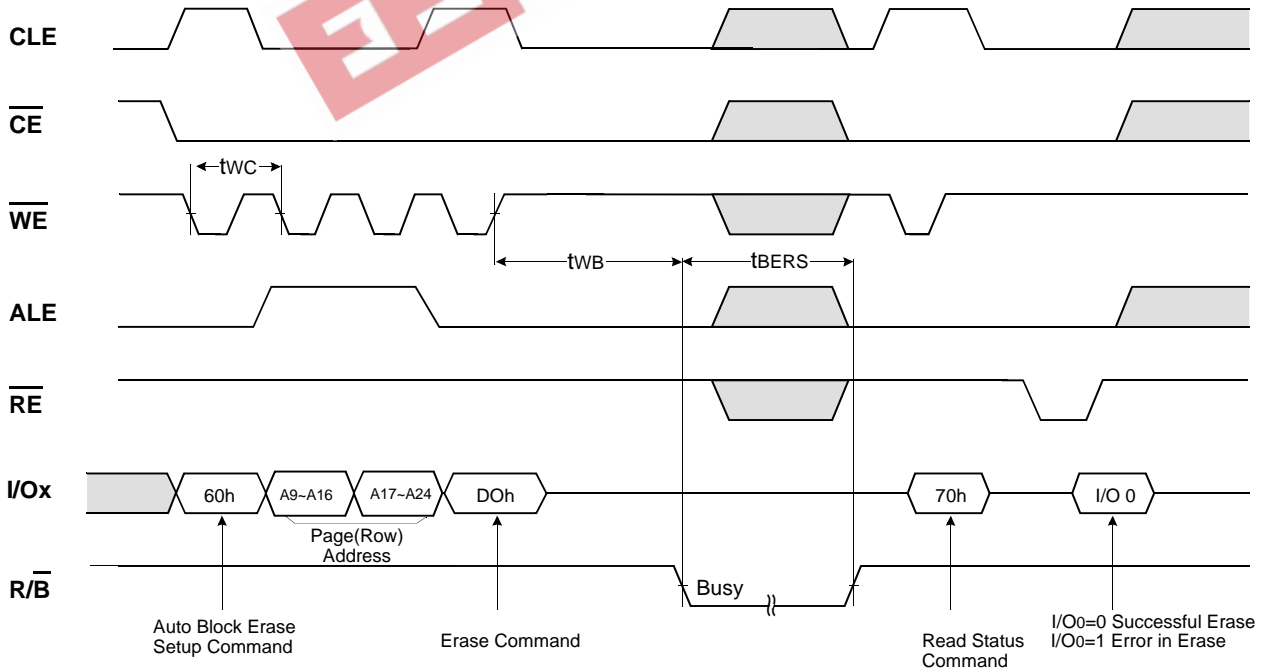 CLE
CE
tWC
WE
tWB
tBERS
ALE
RE
I/Ox
60h
A9~A16
A17~A24
DOh
70h
I/O 0
Page(Row)
Address
R/B
Busy
Auto Block Erase
Setup Command
Erase Command
Read Status
Command
I/O0=0 Successful Erase
I/O0=1 Error in Erase